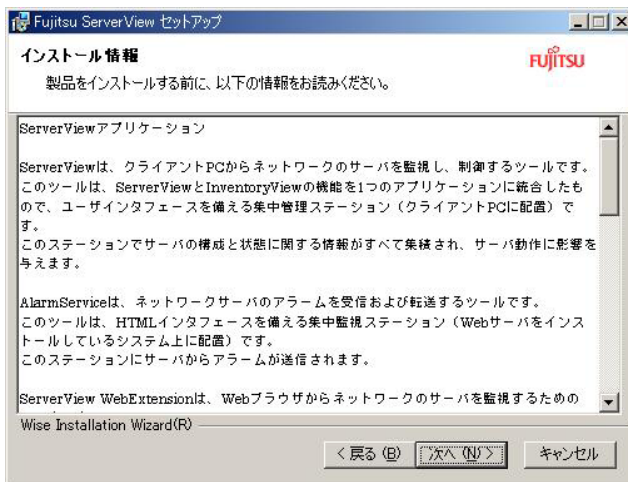 Fujitsu ServerView セットアップ
インストール情報
製品をインストールする前に、以下の情報をお読みください。
FUJITSU
ServerViewアプリケーション
ServerViewは、クライアントPCからネットワークのサーバを監視し、制御するツールです。
このツールは、ServerViewとInventoryViewの機能を1つのアプリケーションに統合したも
ので、ユーザインタフェースを備える集中管理ステーション（クライアントPCに配置）で
す。
このステーションでサーバの構成と状態に関する情報がすべて集積され、サーバ動作に影響を
与えます。
AlarmServiceは、ネットワークサーバのアラームを受信および転送するツールです。
このツールは、HTMLインタフェースを備える集中監視ステーション（Webサーバをインス
トールしているシステム上に配置）です。
このステーションにサーバからアラームが送信されます。
ServerView WebExtensionは、Webブラウザからネットワークのサーバを監視するための
Wise Installation Wizard(R)
< 戻る (B)
次へ (N) >
キャンセル